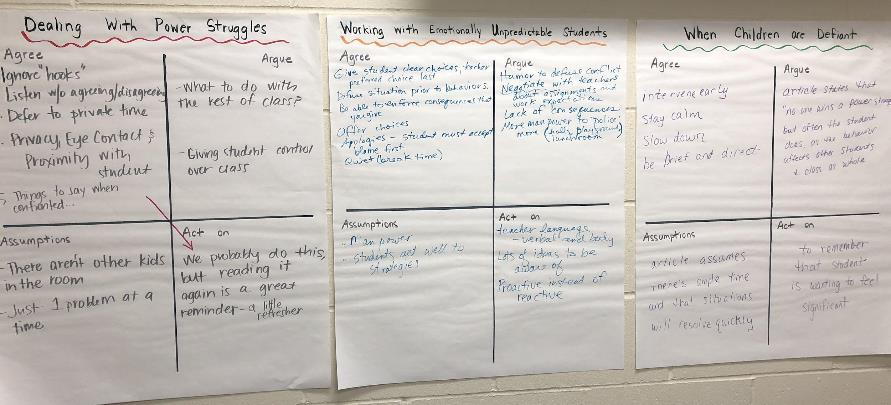 Dealing With Power Struggles
Agree
Ignore "hooks"
Listen w/o agreeing/disagreeing
- Defer to private time
- Privacy, Eye Contact &
Proximity with
student
- Things to say when
confronted...
Argue
- What to do with
the rest of class?
- Giving student control
over class
Assumptions
- There aren't other kids
in the room
- Just 1 problem at a
time
Act on
We probably do this,
but reading it
again is a great
reminder - a little
refresher
Working with Emotionally Unpredictable Students
Agree
Give student clear choices, teacher
preferred choice last
Defuse situation prior to behaviors.
Be able to enforce consequences that
you give
Offer choices
Apologies - student must accept
blame first
Quiet (break time)
Argue
Humor to defuse conflict
Negotiate with teachers
about assignments and
work expectations
Lack of consequences
More man power to police
more (halls, playground,
lunchroom)
Assumptions
- Man power
- Students act well to
strategies
Act on
teacher language,
- verbal and body
Lots of ideas to be
aware of
Proactive instead of
reactive
When Children are Defiant
Agree
intervene early
stay calm
slow down
be brief and direct
Argue
article states that
"no one wins a power struggle
but often the student
does, as the behavior
affects other students
& class as whole
Assumptions
article assumes
there's ample time
and that situations
will resolve quickly
Act on
to remember
that student
is wanting to feel
significant